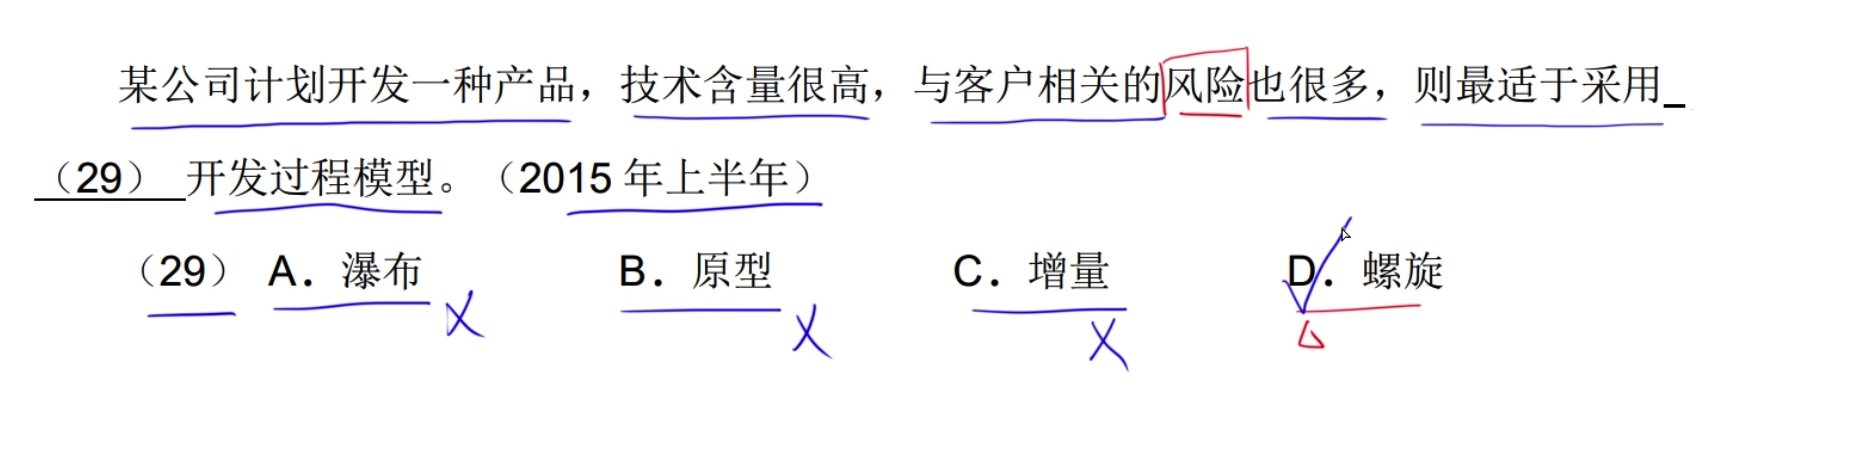 某公司计划开发一种产品，技术含量很高，与客户相关的风险也很多，则最适于采用_
（29） 开发过程模型。（2015 年上半年）
（29） A．瀑布 B．原型 C．增量 D．螺旋